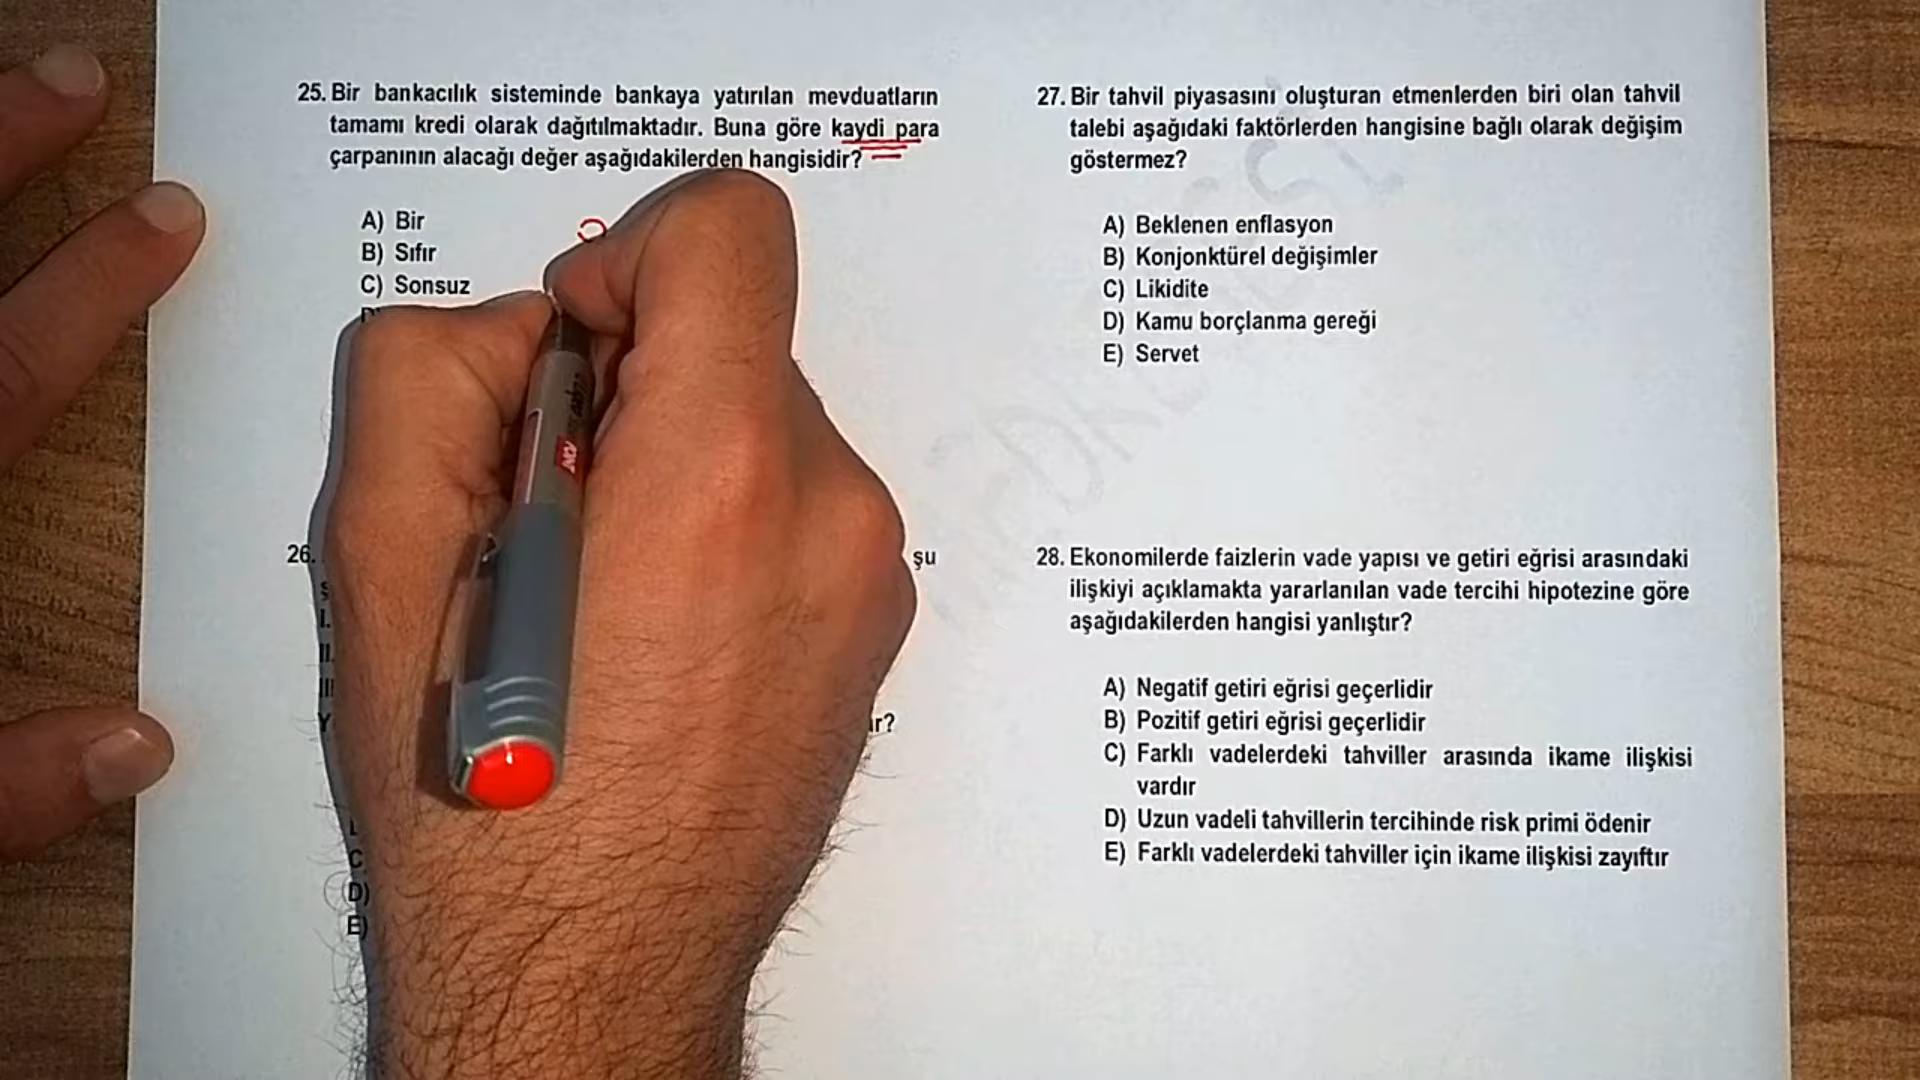 25. Bir bankacılık sisteminde bankaya yatırılan mevduatların
tamamı kredi olarak dağıtılmaktadır. Buna göre kaydi para
çarpanının alacağı değer aşağıdakilerden hangisidir?
A) Bir
B) Sıfır
C) Sonsuz
26.
şu
I.
II.
III
Y
ır?
C
D)
E)
27. Bir tahvil piyasasını oluşturan etmenlerden biri olan tahvil
talebi aşağıdaki faktörlerden hangisine bağlı olarak değişim
göstermez?
A) Beklenen enflasyon
B) Konjonktürel değişimler
C) Likidite
D) Kamu borçlanma gereği
E) Servet
28. Ekonomilerde faizlerin vade yapısı ve getiri eğrisi arasındaki
ilişkiyi açıklamakta yararlanılan vade tercihi hipotezine göre
aşağıdakilerden hangisi yanlıştır?
A) Negatif getiri eğrisi geçerlidir
B) Pozitif getiri eğrisi geçerlidir
C) Farklı vadelerdeki tahviller arasında ikame ilişkisi
vardır
D) Uzun vadeli tahvillerin tercihinde risk primi ödenir
E) Farklı vadelerdeki tahviller için ikame ilişkisi zayıftır